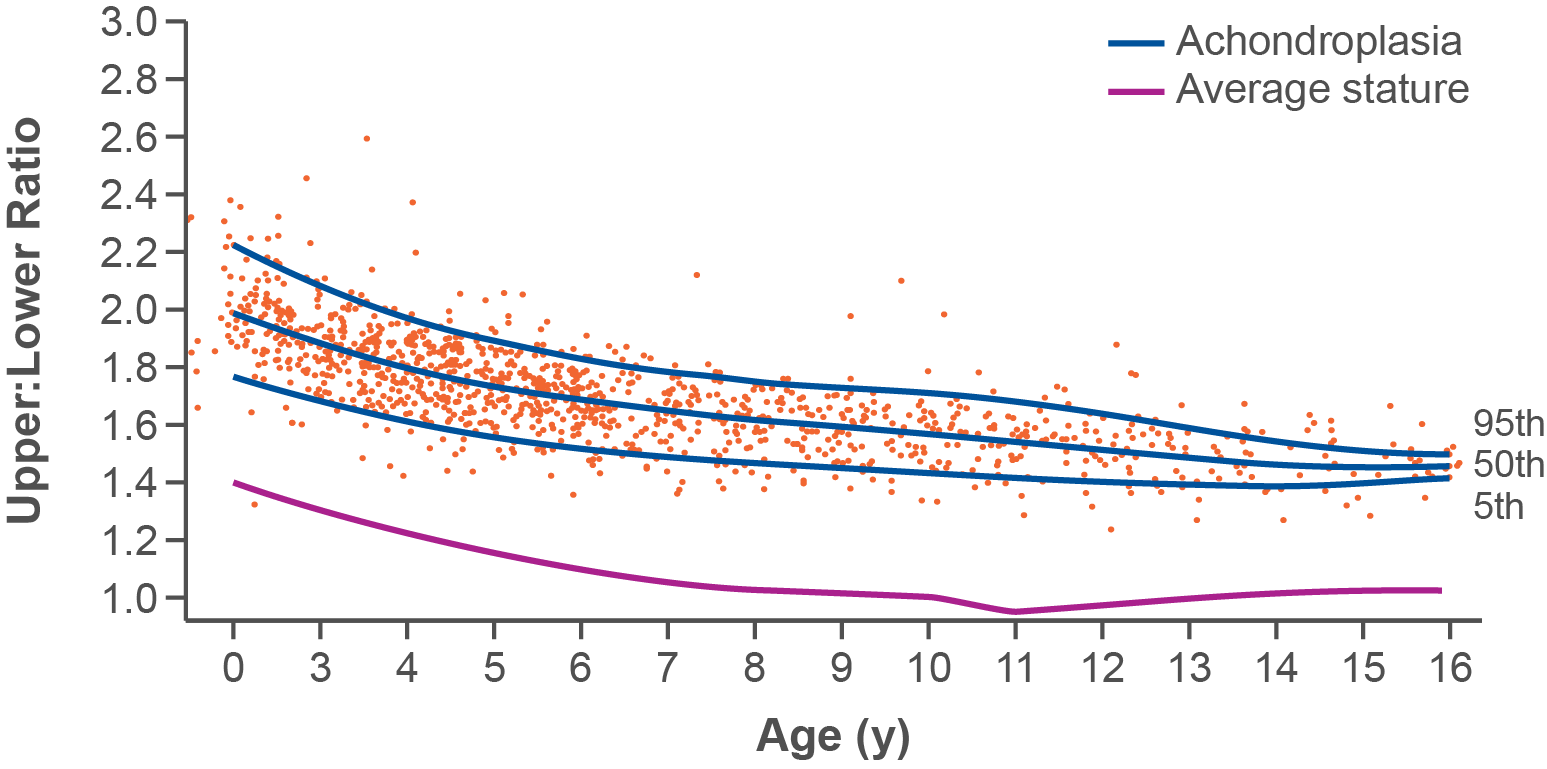 3.0
2.8
2.6
2.4
2.2
2.0
1.8
1.6
1.4
1.2
1.0
Upper:Lower Ratio
Achondroplasia
Average stature
95th
50th
5th
0 3 4 5 6 7 8 9 10 11 12 13 14 15 16
Age (y)